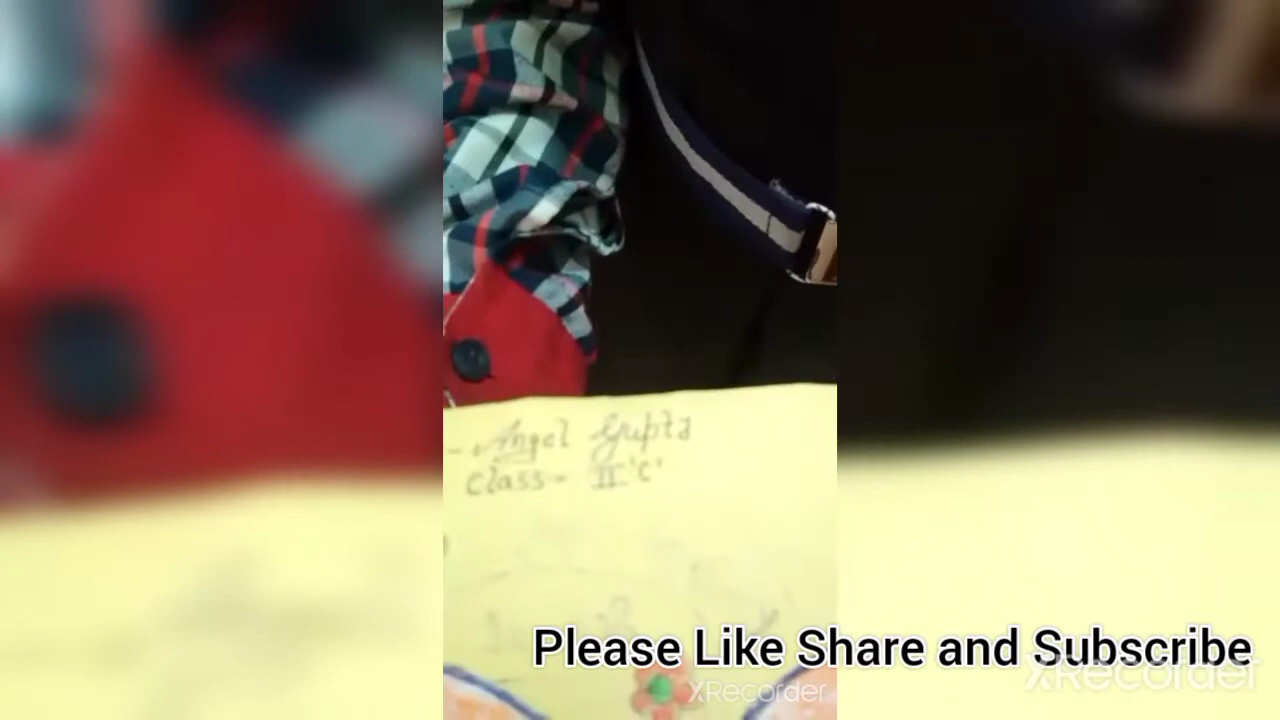 - Angel Gupta
Class- II 'C'
Please Like Share and Subscribe
XRecorder
XRecorder